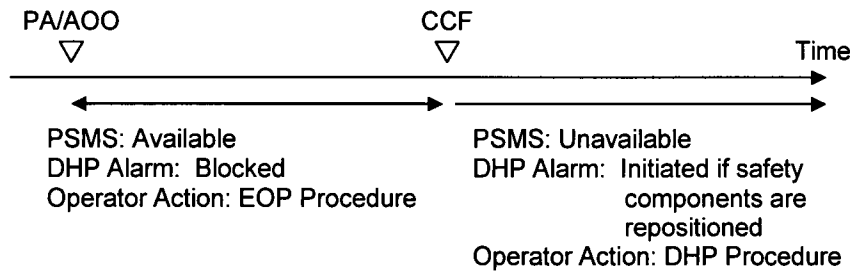 PA/AOO
CCF
Time
PSMS: Available
DHP Alarm: Blocked
Operator Action: EOP Procedure
PSMS: Unavailable
DHP Alarm: Initiated if safety
components are
repositioned
Operator Action: DHP Procedure